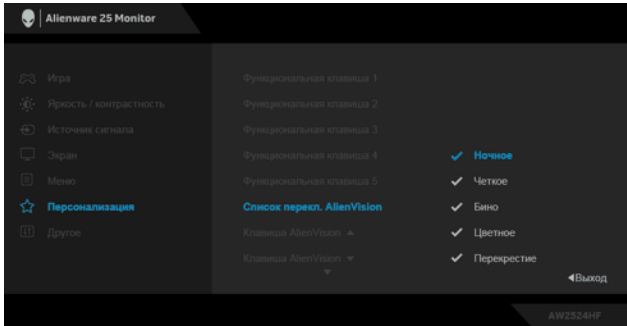 Alienware 25 Monitor
Игра
Яркость / контрастность
Источник сигнала
Экран
Меню
Персонализация
Другое
Функциональная клавиша 1
Функциональная клавиша 2
Функциональная клавиша 3
Функциональная клавиша 4
Функциональная клавиша 5
Список перекл. AlienVision
Клавиша AlienVision ▲
Клавиша AlienVision ▼
Ночное
Четкое
Бино
Цветное
Перекрестие
Выход
AW2524HF